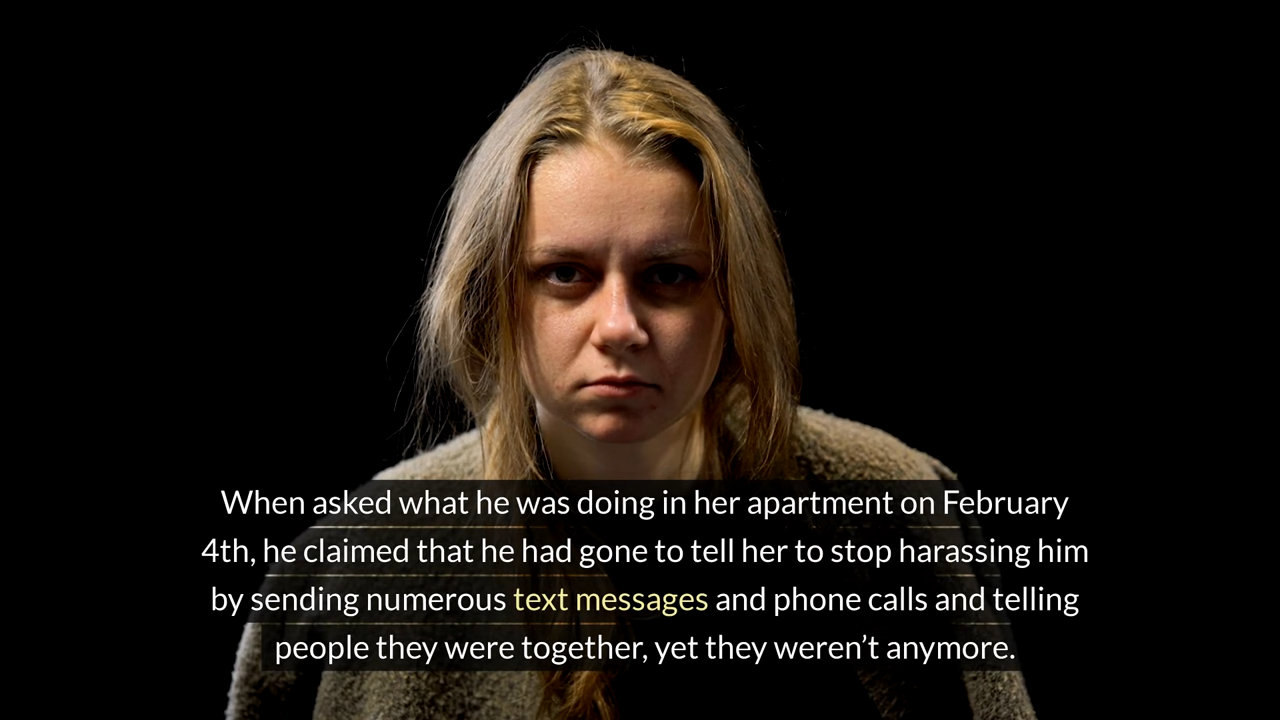 When asked what he was doing in her apartment on February
4th, he claimed that he had gone to tell her to stop harassing him
by sending numerous text messages and phone calls and telling
people they were together, yet they weren’t anymore.